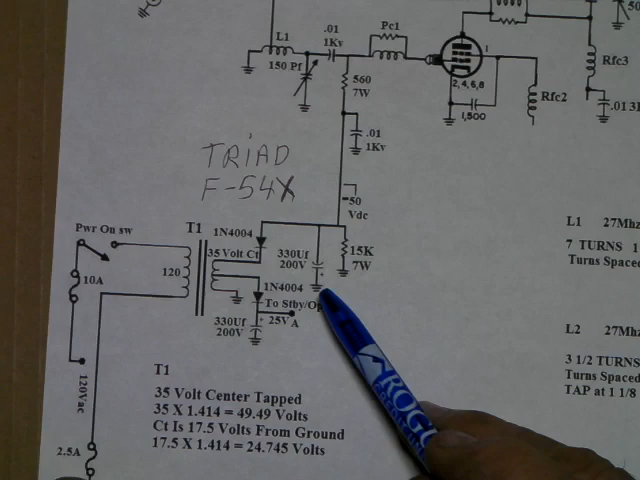 Pc1
.01
1Kv
L1
150 Pf
560
7W
1
2, 4, 6, 8
Rfc3
Rfc2
1,500
.01
.01
1Kv
TRIAD
F-54X
-50
Vdc
L1 27Mhz
7 TURNS 1
Turns Spaced
Pwr On sw
T1
1N4004
35 Volt Ct
330Uf
200V
+
15K
7W
120
10A
1N4004
To Stby/Op
+ 25V A
330Uf
200V
120Vac
2.5A
L2 27Mhz
3 1/2 TURNS
Turns Spaced
TAP at 1 1/8
T1
35 Volt Center Tapped
35 X 1.414 = 49.49 Volts
Ct Is 17.5 Volts From Ground
17.5 X 1.414 = 24.745 Volts